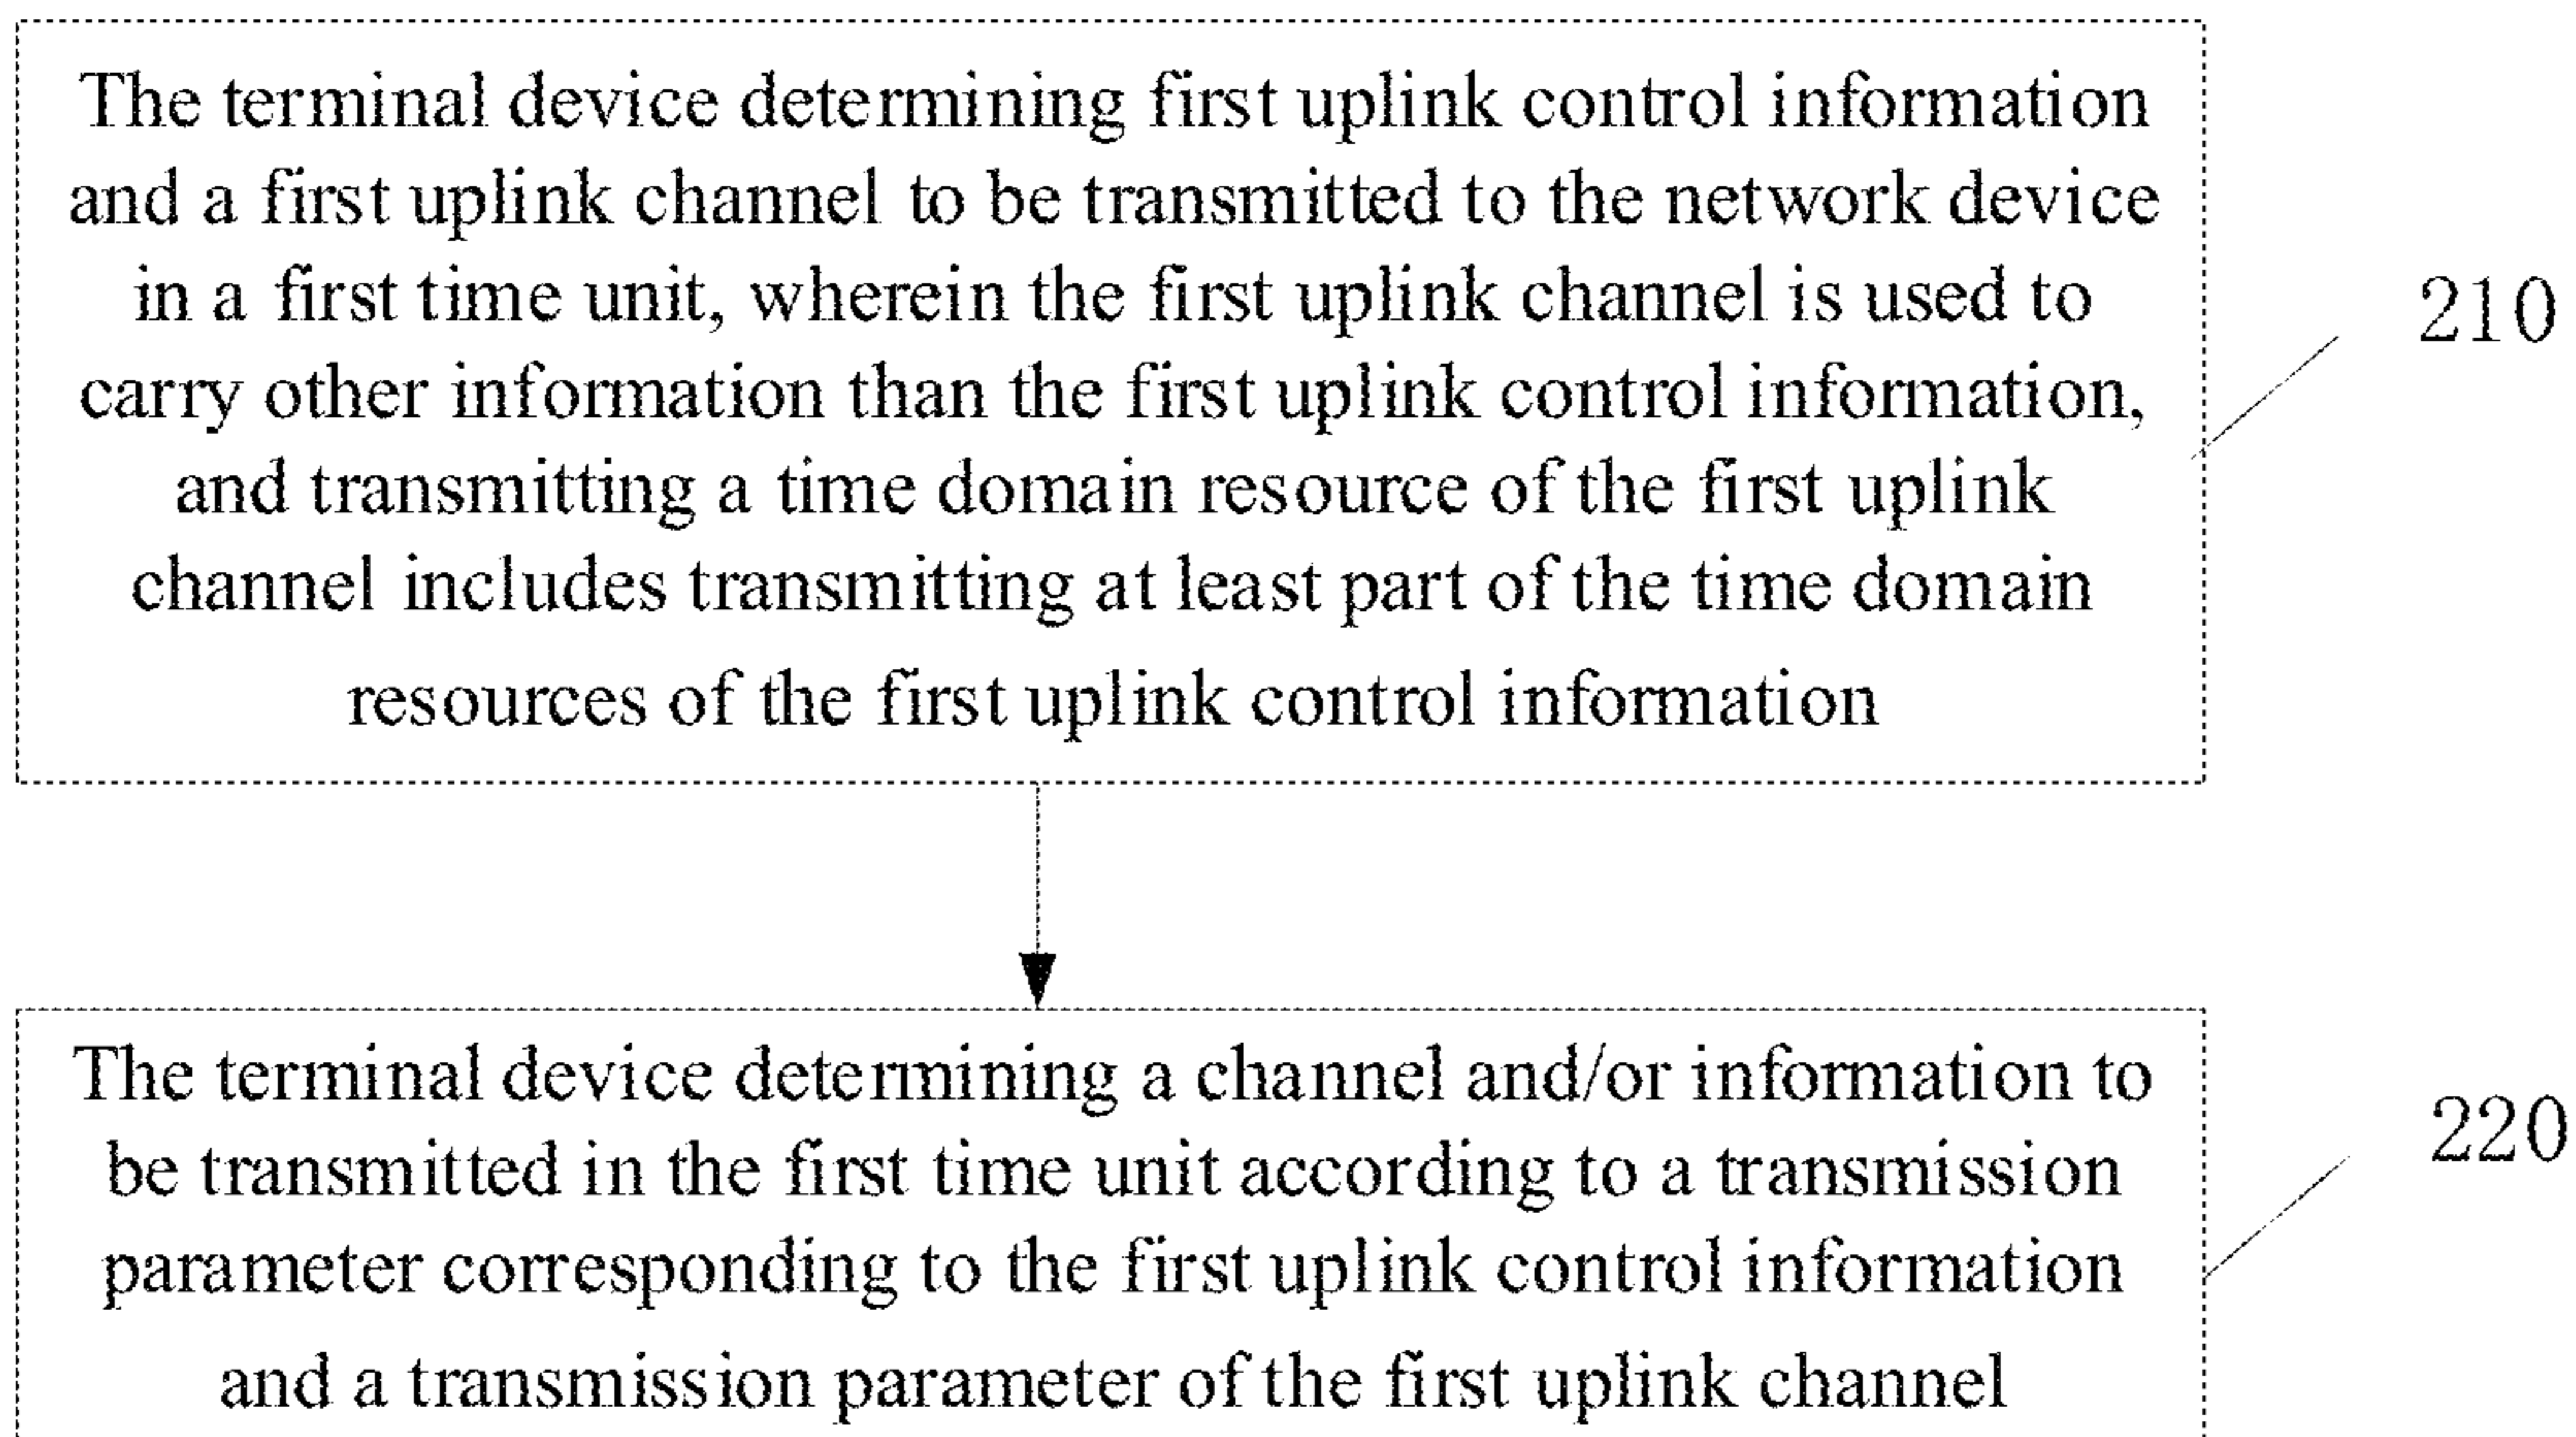 The terminal device determining first uplink control information
and a first uplink channel to be transmitted to the network device
in a first time unit, wherein the first uplink channel is used to
carry other information than the first uplink control information,
and transmitting a time domain resource of the first uplink
channel includes transmitting at least part of the time domain
resources of the first uplink control information
210
The terminal device determining a channel and/or information to
be transmitted in the first time unit according to a transmission
parameter corresponding to the first uplink control information
and a transmission parameter of the first uplink channel
220